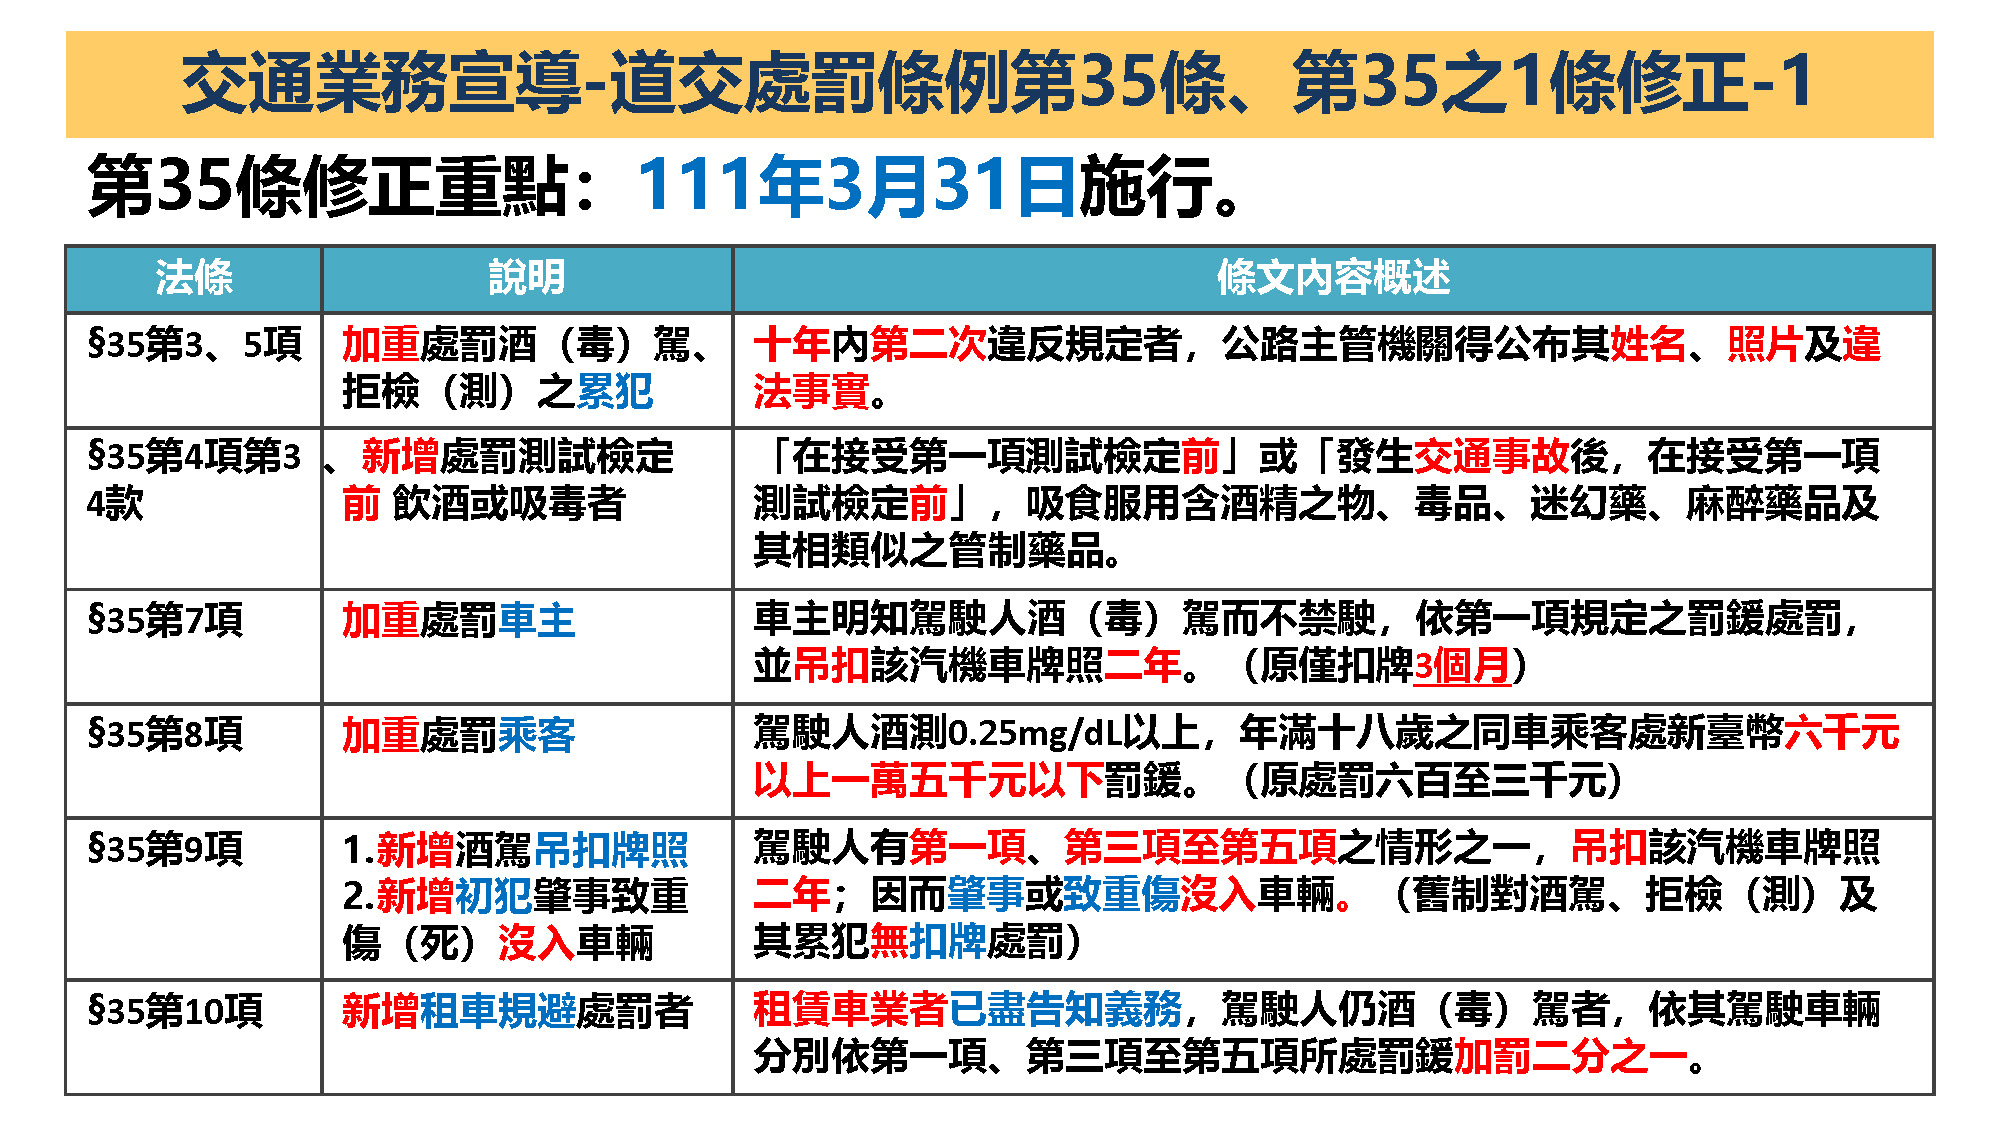 交通業務宣導-道交處罰條例第35條、第35之1條修正-1
第35條修正重點：111年3月31日施行。
法條
說明
條文內容概述
§35第3、5項
加重處罰酒（毒）駕、
拒檢（測）之累犯
十年內第二次違反規定者，公路主管機關得公布其姓名、照片及違
法事實。
§35第4項第3、
4款
新增處罰測試檢定
前 飲酒或吸毒者
「在接受第一項測試檢定前」或「發生交通事故後，在接受第一項
測試檢定前」，吸食服用含酒精之物、毒品、迷幻藥、麻醉藥品及
其相類似之管制藥品。
§35第7項
加重處罰車主
車主明知駕駛人酒（毒）駕而不禁駛，依第一項規定之罰鍰處罰，
並吊扣該汽機車牌照二年。（原僅扣牌3個月）
§35第8項
加重處罰乘客
駕駛人酒測0.25mg/dL以上，年滿十八歲之同車乘客處新臺幣六千元
以上一萬五千元以下罰鍰。（原處罰六百至三千元）
§35第9項
1.新增酒駕吊扣牌照
2.新增初犯肇事致重
傷（死）沒入車輛
駕駛人有第一項、第三項至第五項之情形之一，吊扣該汽機車牌照
二年；因而肇事或致重傷沒入車輛。（舊制對酒駕、拒檢（測）及
其累犯無扣牌處罰）
§35第10項
新增租車規避處罰者
租賃車業者已盡告知義務，駕駛人仍酒（毒）駕者，依其駕駛車輛
分別依第一項、第三項至第五項所處罰鍰加罰二分之一。